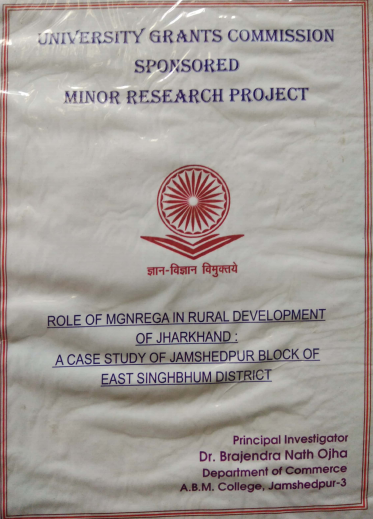 UNIVERSITY GRANTS COMMISSION
SPONSORED
MINOR RESEARCH PROJECT
ज्ञान-विज्ञान विमुक्तये
ROLE OF MGNREGA IN RURAL DEVELOPMENT
OF JHARKHAND :
A CASE STUDY OF JAMSHEDPUR BLOCK OF
EAST SINGHBHUM DISTRICT
Principal Investigator
Dr. Brajendra Nath Ojha
Department of Commerce
A.B.M. College, Jamshedpur-3